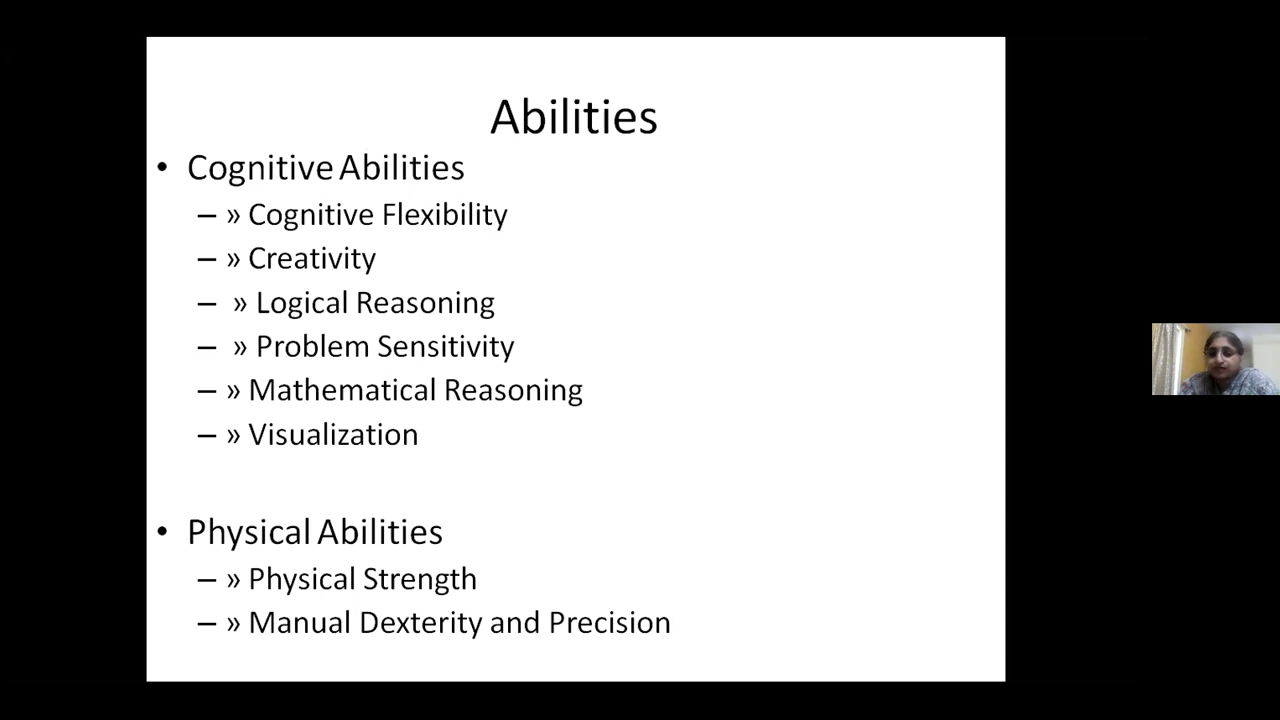 Abilities
• Cognitive Abilities
– » Cognitive Flexibility
– » Creativity
– » Logical Reasoning
– » Problem Sensitivity
– » Mathematical Reasoning
– » Visualization
• Physical Abilities
– » Physical Strength
– » Manual Dexterity and Precision